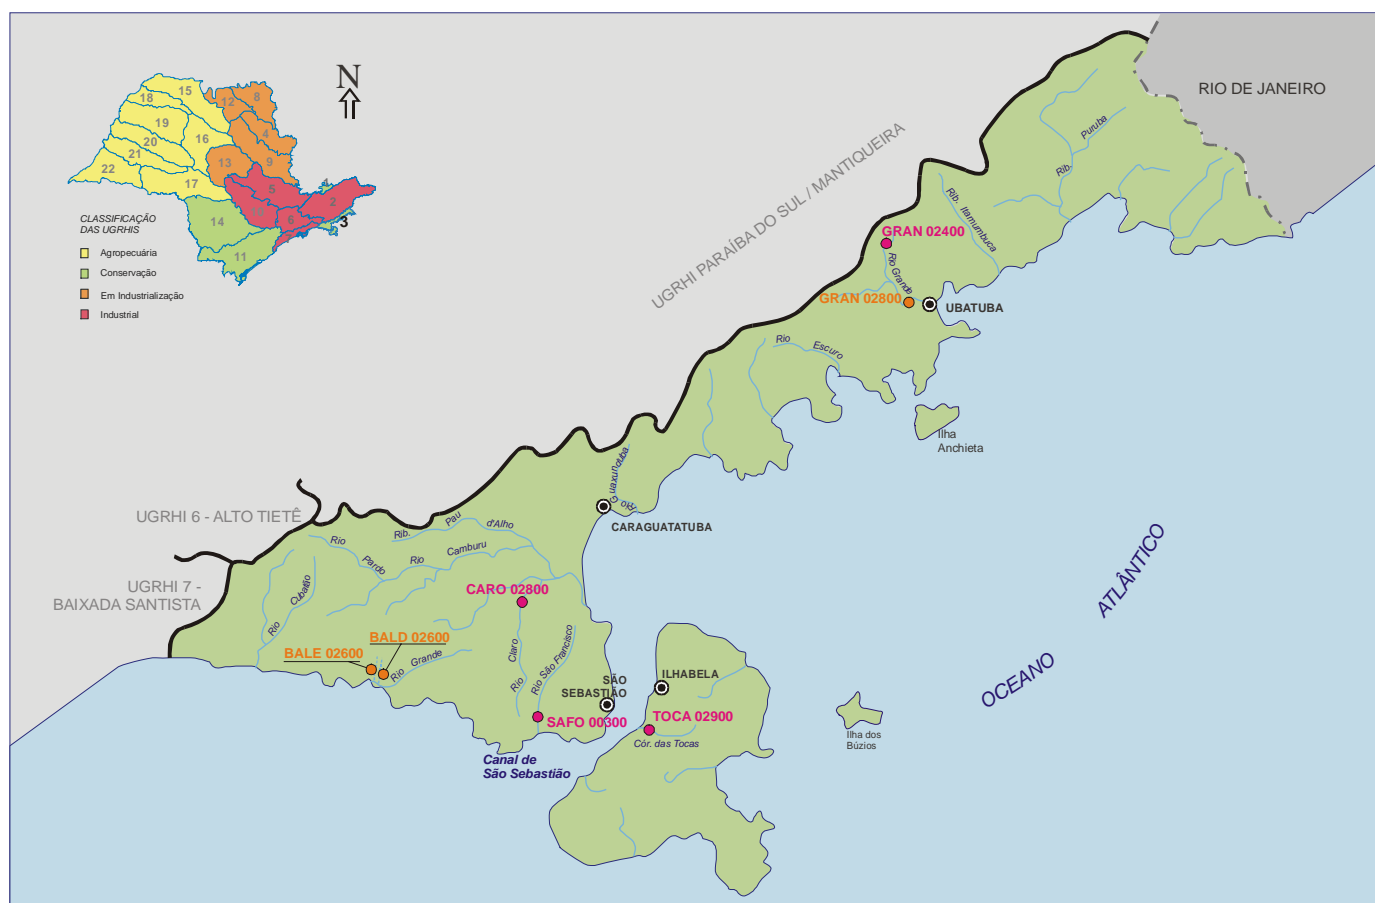 N
15
18
12
8
19
4
20
16
21
13
9
22
17
5
1
2
10
6
3
14
11
CLASSIFICAÇÃO
DAS UGRHIS
Agropecuária
Conservação
Em Industrialização
Industrial
RIO DE JANEIRO
UGRHI PARAÍBA DO SUL / MANTIQUEIRA
Rib. Puruba
Rib. Itamumbuca
GRAN 02400
Rio Grande
GRAN 02800
UBATUBA
Rio Escuro
Ilha
Anchieta
Rio Guaxunduba
CARAGUATATUBA
UGRHI 6 - ALTO TIETÊ
UGRHI 7 -
BAIXADA SANTISTA
Rib. Pau d'Alho
Rio Pardo
Rio Camburu
Rio Cubatão
CARO 02800
Rio Claro
Rio São Francisco
BALD 02600
BALE 02600
Rio Grande
SÃO
SEBASTIÃO
ILHABELA
SAFO 00300
TOCA 02900
Cór. das Tocas
Canal de
São Sebastião
Ilha dos
Búzios
OCEANO ATLÂNTICO